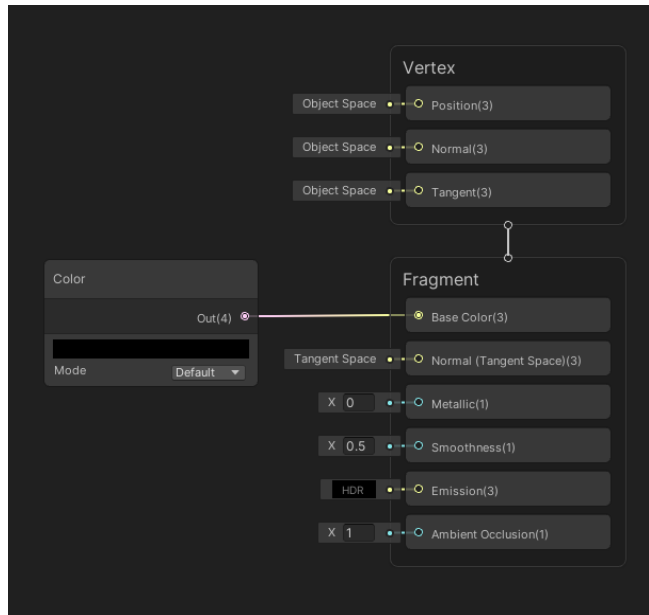 Vertex
Object Space Position(3)
Object Space Normal(3)
Object Space Tangent(3)
Color
Out(4)
Mode Default
Fragment
Base Color(3)
Tangent Space Normal (Tangent Space)(3)
X 0 Metallic(1)
X 0.5 Smoothness(1)
HDR Emission(3)
X 1 Ambient Occlusion(1)